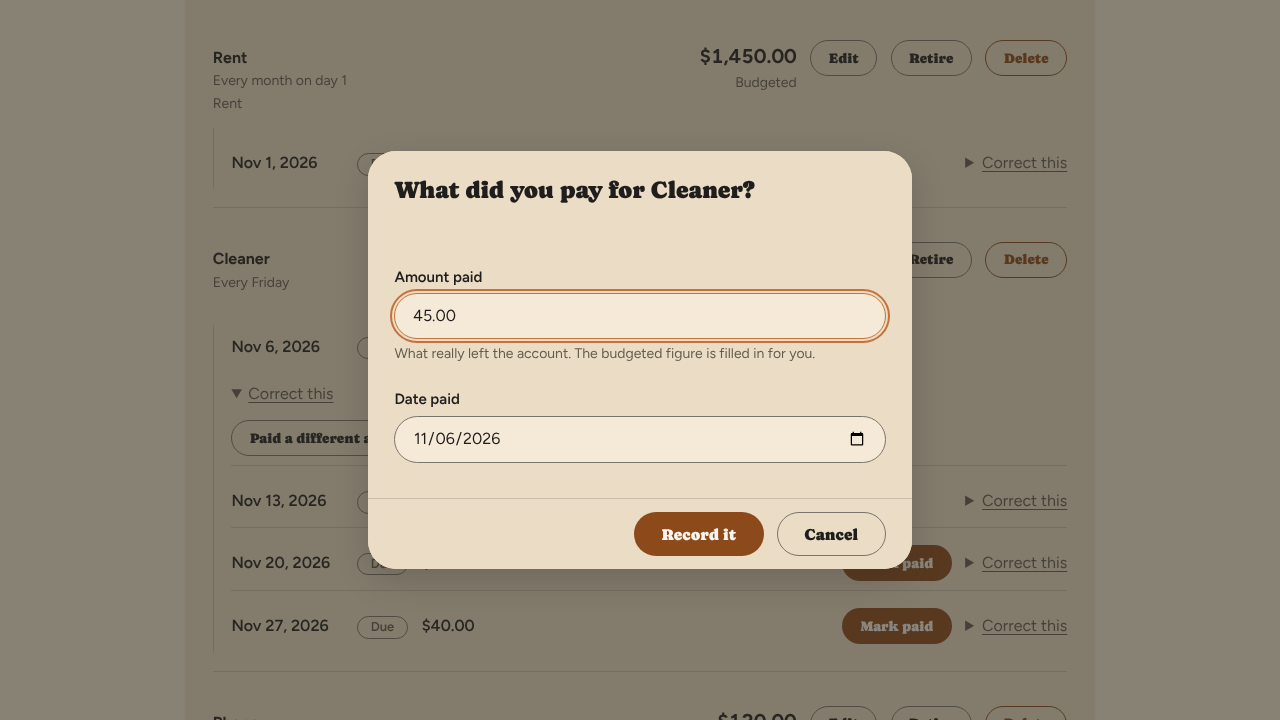 Rent
$1,450.00
Edit
Retire
Delete
Every month on day 1
Budgeted
Rent
Nov 1, 2026
Correct this
What did you pay for Cleaner?
Cleaner
Retire
Delete
Every Friday
Amount paid
45.00
What really left the account. The budgeted figure is filled in for you.
Nov 6, 2026
Correct this
Paid a different
Date paid
11/06/2026
Nov 13, 2026
Correct this
Record it
Cancel
Nov 20, 2026
paid
Correct this
Nov 27, 2026
Due
$40.00
Mark paid
Correct this